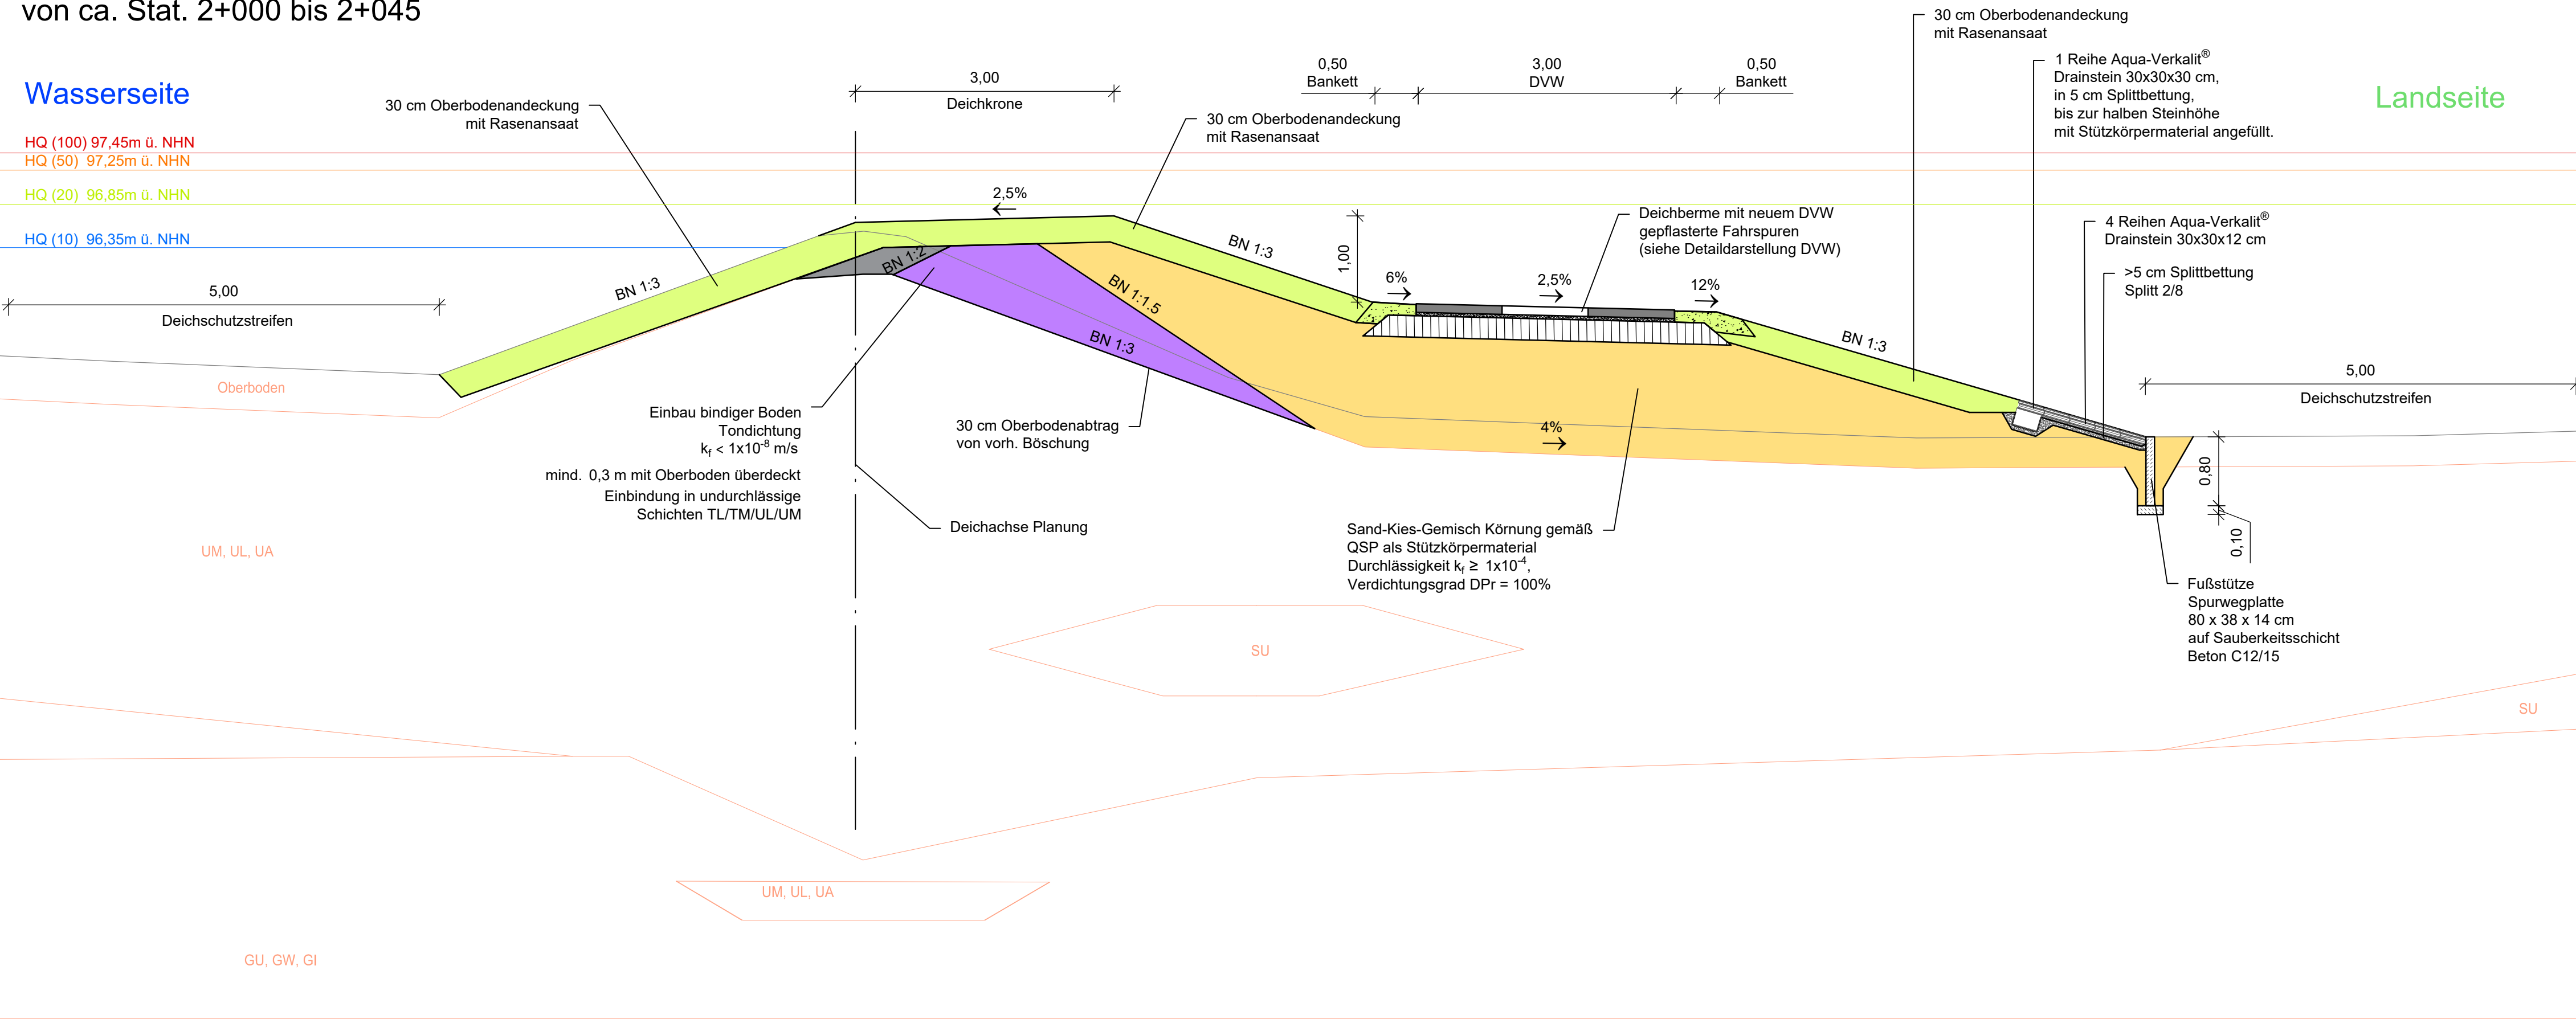 von ca. Stat. 2+000 bis 2+045
Wasserseite
Landseite
HQ (100) 97,45m ü. NHN
HQ (50) 97,25m ü. NHN
HQ (20) 96,85m ü. NHN
HQ (10) 96,35m ü. NHN
30 cm Oberbodenandeckung
mit Rasenansaat
3,00
Deichkrone
30 cm Oberbodenandeckung
mit Rasenansaat
0,50
Bankett
3,00
DVW
0,50
Bankett
30 cm Oberbodenandeckung
mit Rasenansaat
1 Reihe Aqua-Verkalit®
Drainstein 30x30x30 cm,
in 5 cm Splittbettung,
bis zur halben Steinhöhe
mit Stützkörpermaterial angefüllt.
4 Reihen Aqua-Verkalit®
Drainstein 30x30x12 cm
>5 cm Splittbettung
Splitt 2/8
Deichberme mit neuem DVW
gepflasterte Fahrspuren
(siehe Detaildarstellung DVW)
2,5%
BN 1:3
1,00
6%
2,5%
12%
BN 1:3
5,00
Deichschutzstreifen
BN 1:3
BN 1:2
BN 1:1.5
BN 1:3
5,00
Deichschutzstreifen
Oberboden
Einbau bindiger Boden
Tondichtung
kf < 1x10⁻⁸ m/s
mind. 0,3 m mit Oberboden überdeckt
Einbindung in undurchlässige
Schichten TL/TM/UL/UM
30 cm Oberbodenabtrag
von vorh. Böschung
4%
0,80
0,10
Deichachse Planung
Sand-Kies-Gemisch Körnung gemäß
QSP als Stützkörpermaterial
Durchlässigkeit kf ≥ 1x10⁻⁴,
Verdichtungsgrad DPr = 100%
Fußstütze
Spurwegplatte
80 x 38 x 14 cm
auf Sauberkeitsschicht
Beton C12/15
UM, UL, UA
SU
SU
UM, UL, UA
GU, GW, GI